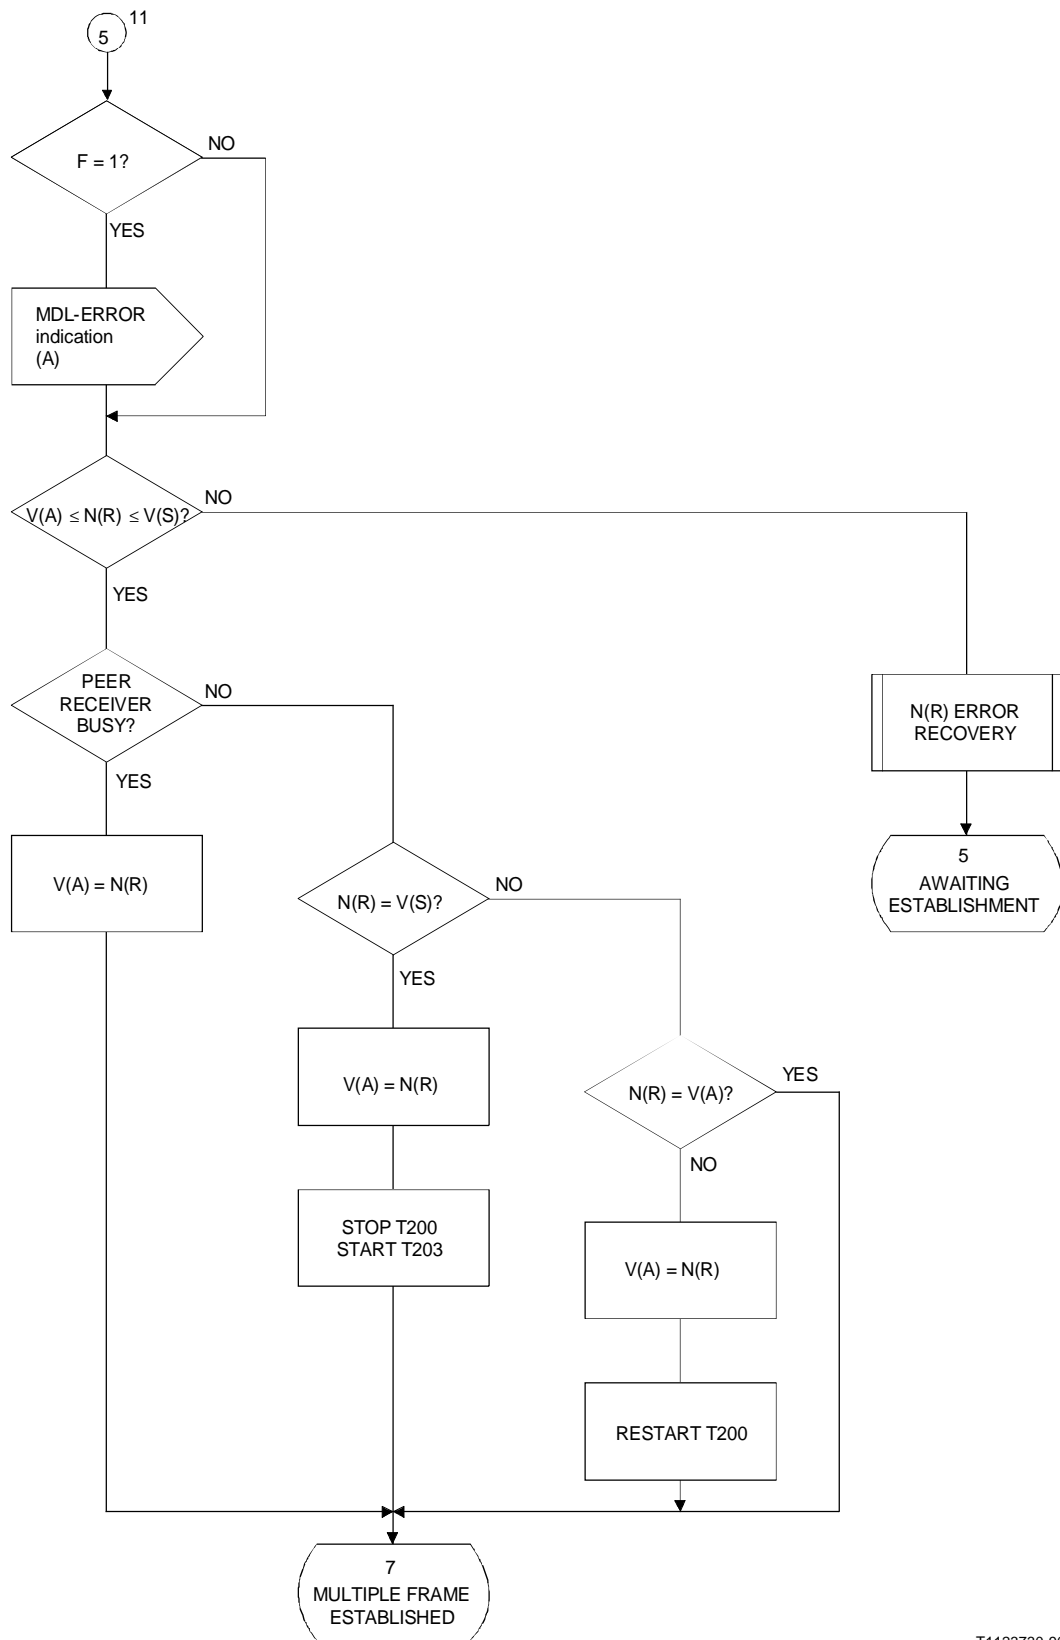 11
5
F = 1?
NO
YES
MDL-ERROR
indication
(A)
V(A) ≤ N(R) ≤ V(S)?
NO
YES
PEER
RECEIVER
BUSY?
NO
YES
N(R) ERROR
RECOVERY
V(A) = N(R)
5
AWAITING
ESTABLISHMENT
N(R) = V(S)?
NO
YES
V(A) = N(R)
N(R) = V(A)?
YES
NO
STOP T200
START T203
V(A) = N(R)
RESTART T200
7
MULTIPLE FRAME
ESTABLISHED